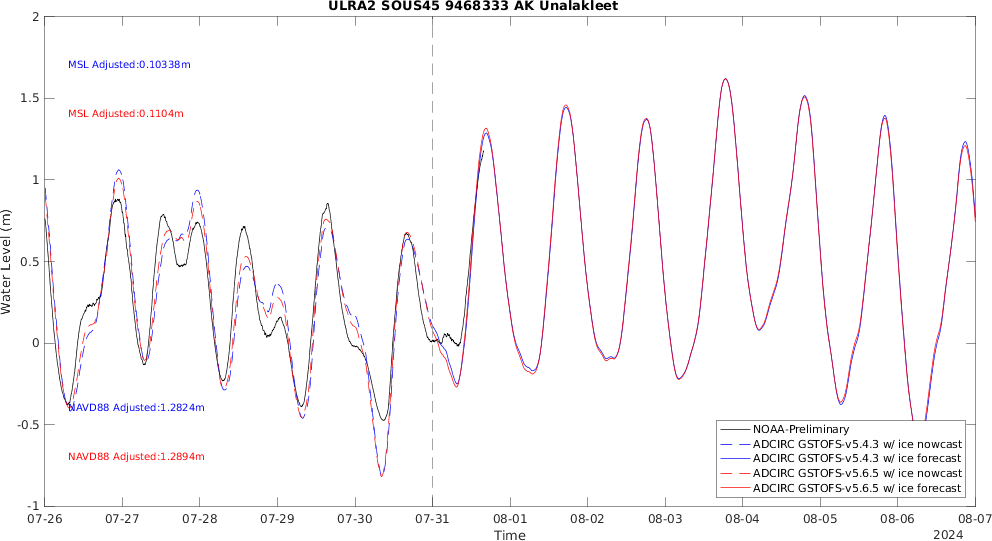 ULRA2 SOUS45 9468333 AK Unalakleet
2
1.5
1
0.5
0
-0.5
-1
Water Level (m)
MSL Adjusted:0.10338m
MSL Adjusted:0.1104m
NAVD88 Adjusted:1.2824m
NAVD88 Adjusted:1.2894m
NOAA-Preliminary
ADCIRC GSTOFS-v5.4.3 w/ ice nowcast
ADCIRC GSTOFS-v5.4.3 w/ ice forecast
ADCIRC GSTOFS-v5.6.5 w/ ice nowcast
ADCIRC GSTOFS-v5.6.5 w/ ice forecast
07-26 07-27 07-28 07-29 07-30 07-31 08-01 08-02 08-03 08-04 08-05 08-06 08-07
Time
2024